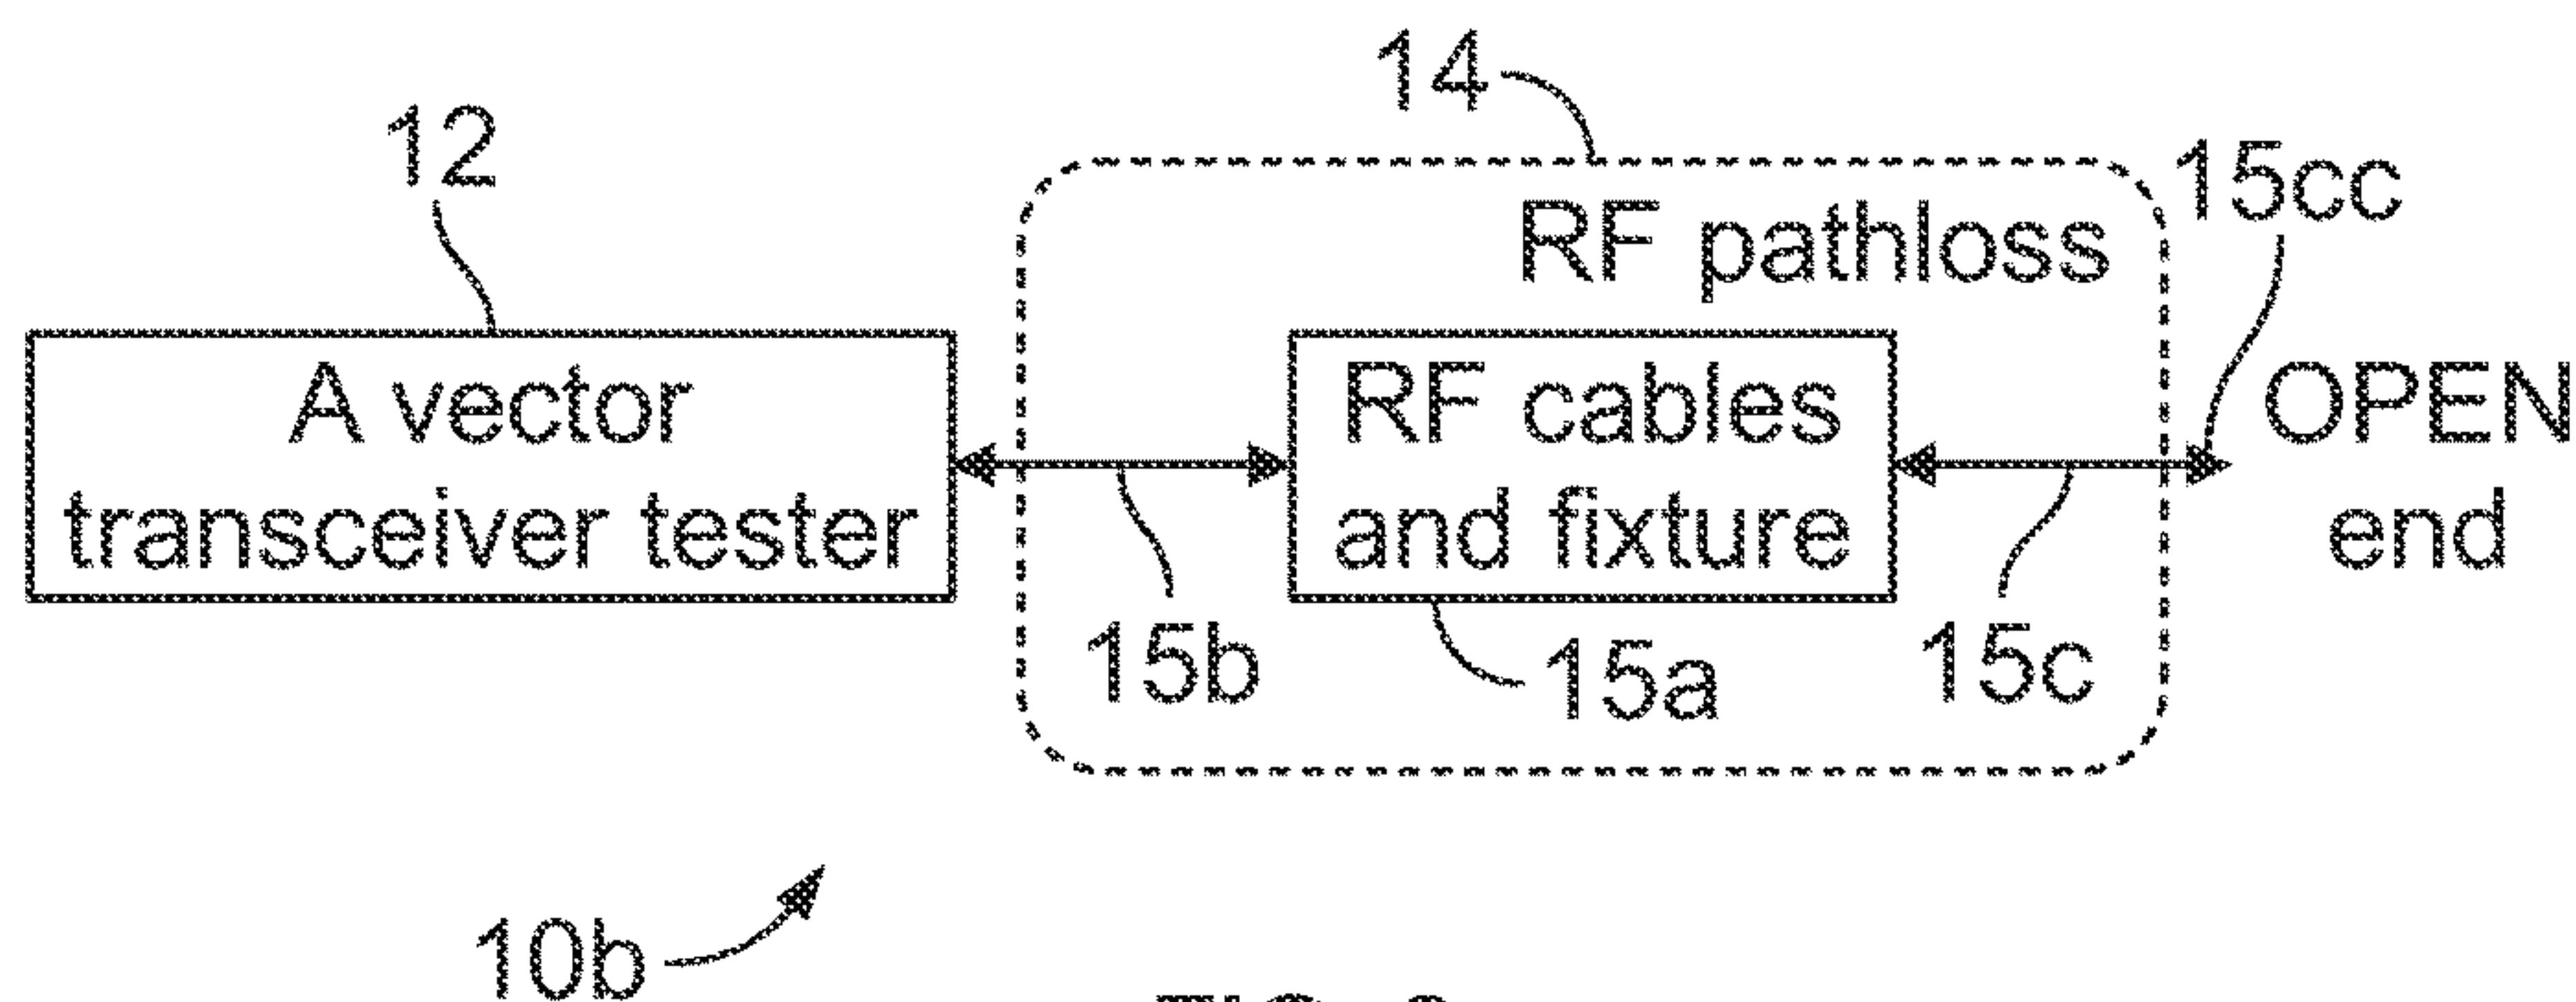 14
12
15cc
RF pathloss
A vector
transceiver tester
RF cables
and fixture
OPEN
end
15b
15a
15c
10b